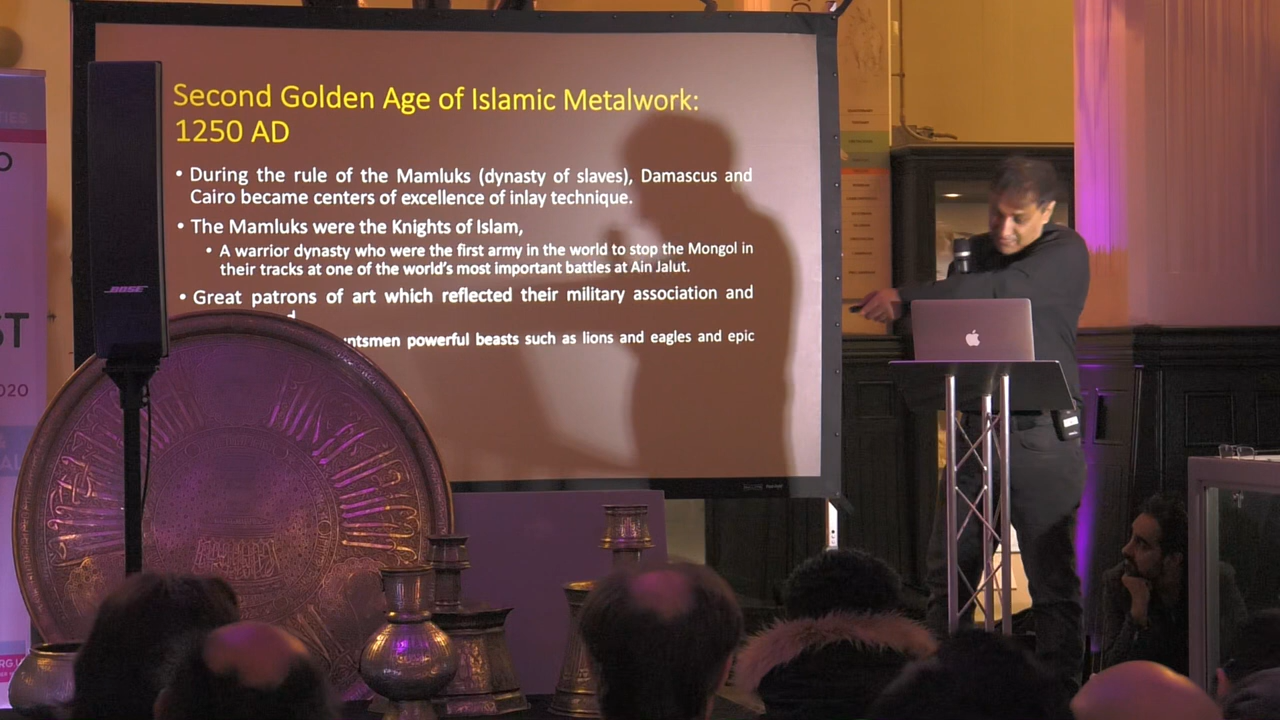 Second Golden Age of Islamic Metalwork:
1250 AD
• During the rule of the Mamluks (dynasty of slaves), Damascus and
Cairo became centers of excellence of inlay technique.
• The Mamluks were the Knights of Islam,
• A warrior dynasty who were the first army in the world to stop the Mongol in
their tracks at one of the world's most important battles at Ain Jalut.
• Great patrons of art which reflected their military association and
powerful beasts such as lions and eagles and epic
BOSE
ST
2020